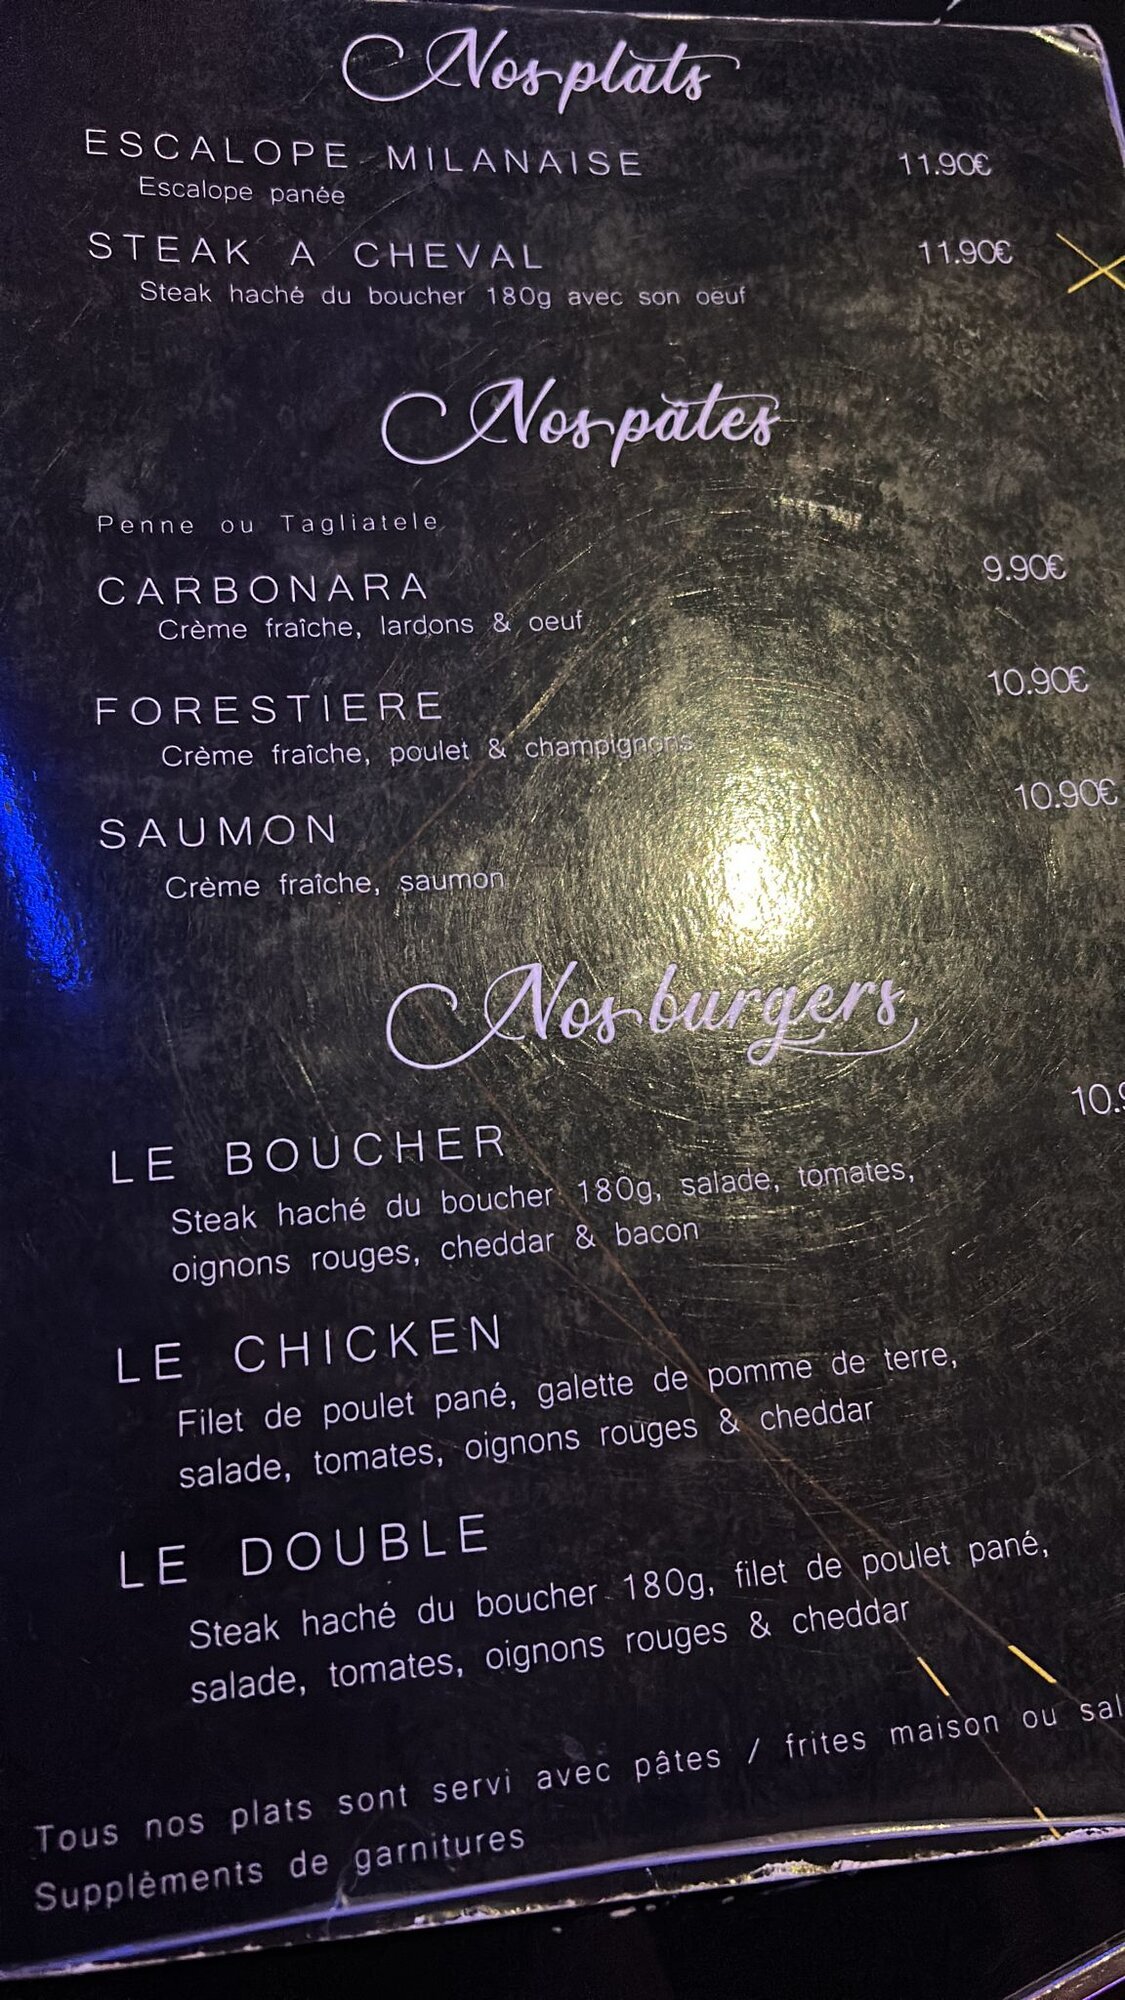 Nos plats
ESCALOPE MILANAISE 11.90€
Escalope panée
STEAK A CHEVAL 11.90€
Steak haché du boucher 180g avec son oeuf
Nos pâtes
Penne ou Tagliatele
CARBONARA 9.90€
Crème fraîche, lardons & oeuf
FORESTIERE 10.90€
Crème fraîche, poulet & champignons
SAUMON 10.90€
Crème fraîche, saumon
Nos burgers
LE BOUCHER
Steak haché du boucher 180g, salade, tomates,
oignons rouges, cheddar & bacon
LE CHICKEN
Filet de poulet pané, galette de pomme de terre,
salade, tomates, oignons rouges & cheddar
LE DOUBLE
Steak haché du boucher 180g, filet de poulet pané,
salade, tomates, oignons rouges & cheddar
Tous nos plats sont servi avec pâtes / frites maison ou
Supplèments de garnitures